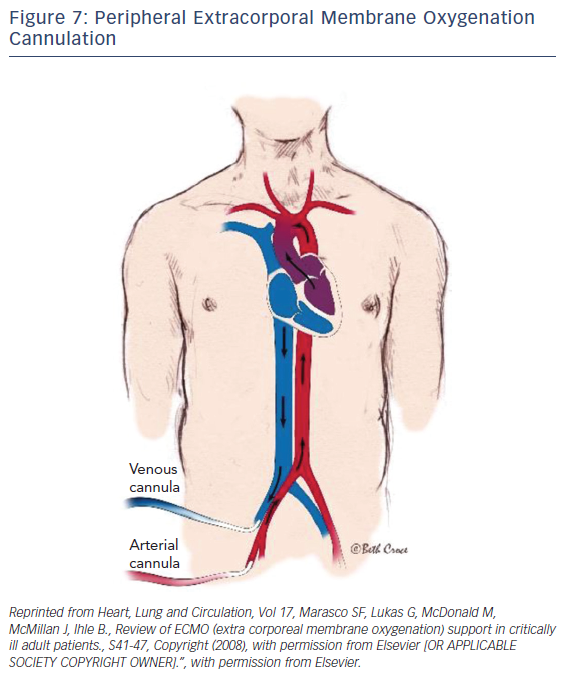 Figure 7: Peripheral Extracorporal Membrane Oxygenation
Cannulation
Venous
cannula
Arterial
cannula
©Beth Croce
Reprinted from Heart, Lung and Circulation, Vol 17, Marasco SF, Lukas G, McDonald M,
McMillan J, Ihle B., Review of ECMO (extra corporeal membrane oxygenation) support in critically
ill adult patients., S41-47, Copyright (2008), with permission from Elsevier [OR APPLICABLE
SOCIETY COPYRIGHT OWNER].”, with permission from Elsevier.